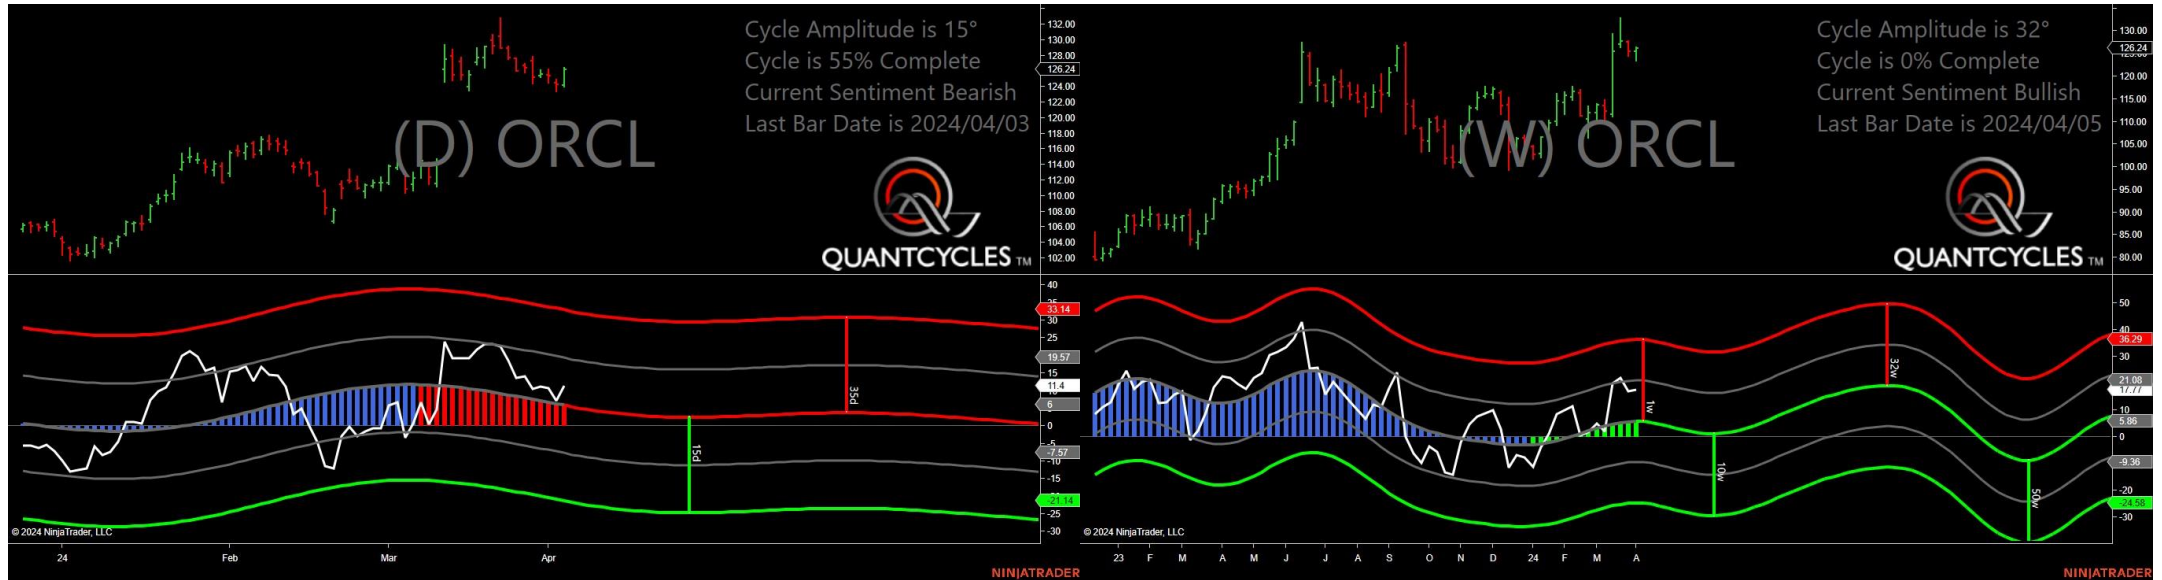 Cycle Amplitude is 15°
Cycle is 55% Complete
Current Sentiment Bearish
Last Bar Date is 2024/04/03
(D) ORCL
QUANTCYCLES TM
132.00
130.00
128.00
126.24
124.00
122.00
120.00
118.00
116.00
114.00
112.00
110.00
108.00
106.00
104.00
102.00
40
35
33.14
30
25
19.57
15
11.4
6
0
-5
-7.57
-10
-15
-21.14
-25
-30
35d
15d
© 2024 NinjaTrader, LLC
24 Feb Mar Apr
NINJATRADER
Cycle Amplitude is 32°
Cycle is 0% Complete
Current Sentiment Bullish
Last Bar Date is 2024/04/05
(W) ORCL
QUANTCYCLES TM
130.00
126.24
120.00
115.00
110.00
105.00
100.00
95.00
90.00
85.00
80.00
50
40
36.29
30
21.08
17.77
10
5.86
0
-9.36
-20
-24.58
-30
1w
10w
32w
50w
© 2024 NinjaTrader, LLC
23 F M A M J J A S O N D 24 F M A
NINJATRADER